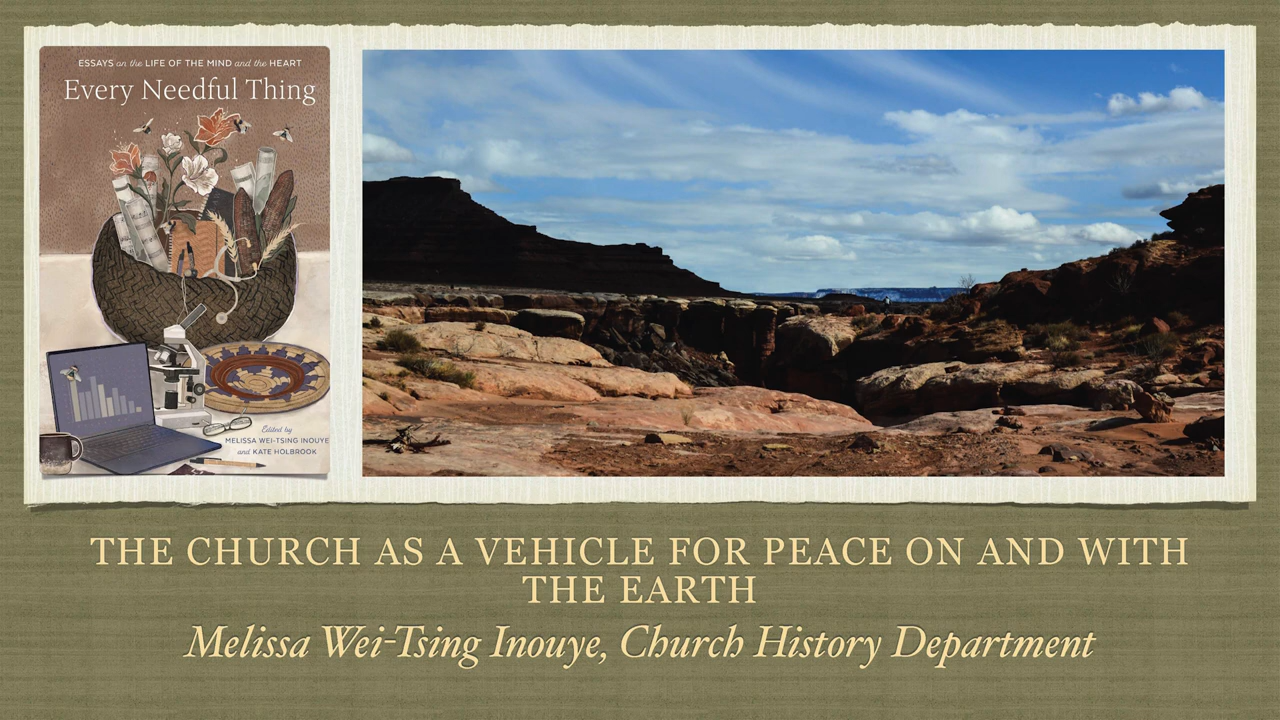 ESSAYS on the LIFE OF THE MIND and the HEART
Every Needful Thing
Edited by
MELISSA WEI-TSING INOUYE
and KATE HOLBROOK
THE CHURCH AS A VEHICLE FOR PEACE ON AND WITH
THE EARTH
Melissa Wei-Tsing Inouye, Church History Department